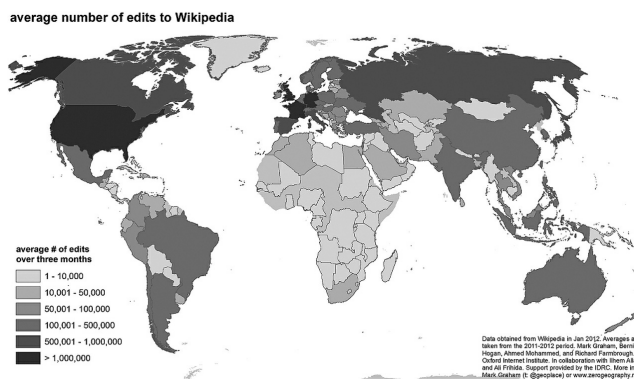 average number of edits to Wikipedia
average # of edits
over three months
1 - 10,000
10,001 - 50,000
50,001 - 100,000
100,001 - 500,000
500,001 - 1,000,000
> 1,000,000
Data obtained from Wikipedia in Jan 2012. Averages a
taken from the 2011-2012 period. Mark Graham, Berni
Hogan, Ahmed Mohammed, and Richard Farmbrough.
Oxford Internet Institute. In collaboration with Ilhem Alla
and Ali Frihida. Support provided by the IDRC. More in
Mark Graham (t: @geoplace) or www.zerogeography.n